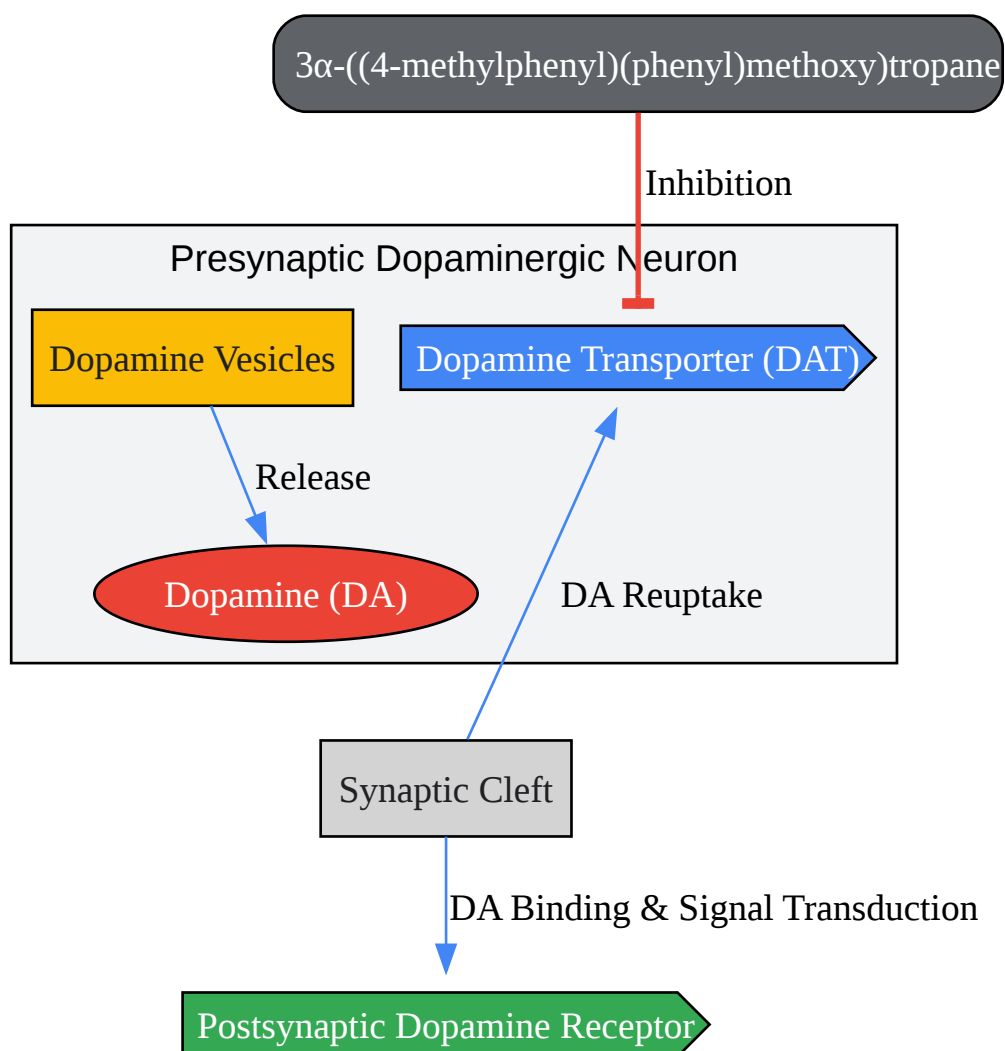 3α-((4-methylphenyl)(phenyl)methoxy)tropane
Inhibition
Presynaptic Dopaminergic Neuron
Dopamine Vesicles
Dopamine Transporter (DAT)
Release
Dopamine (DA)
DA Reuptake
Synaptic Cleft
DA Binding & Signal Transduction
Postsynaptic Dopamine Receptor